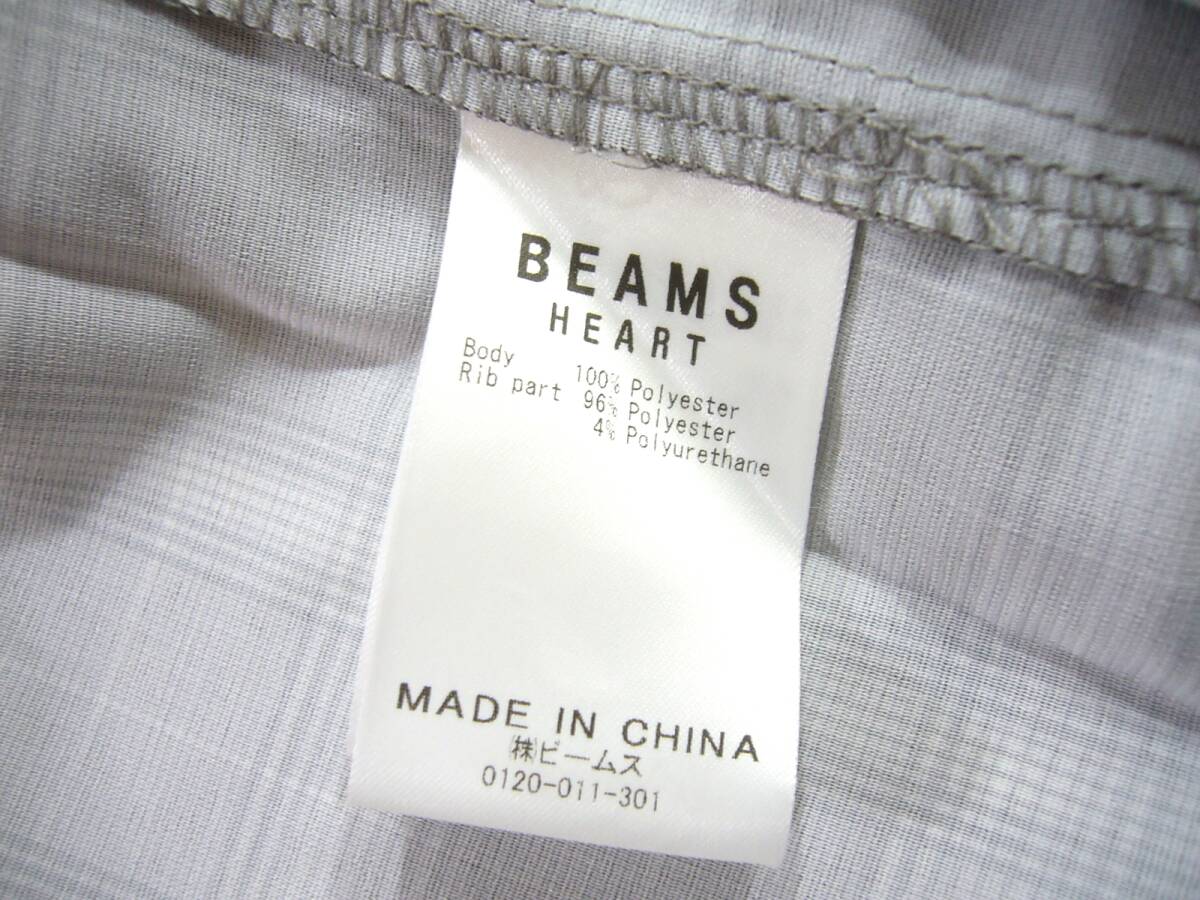 BEAMS
HEART
Body 100% Polyester
Rib part 96% Polyester
4% Polyurethane
MADE IN CHINA
㈱ビームス
0120-011-301